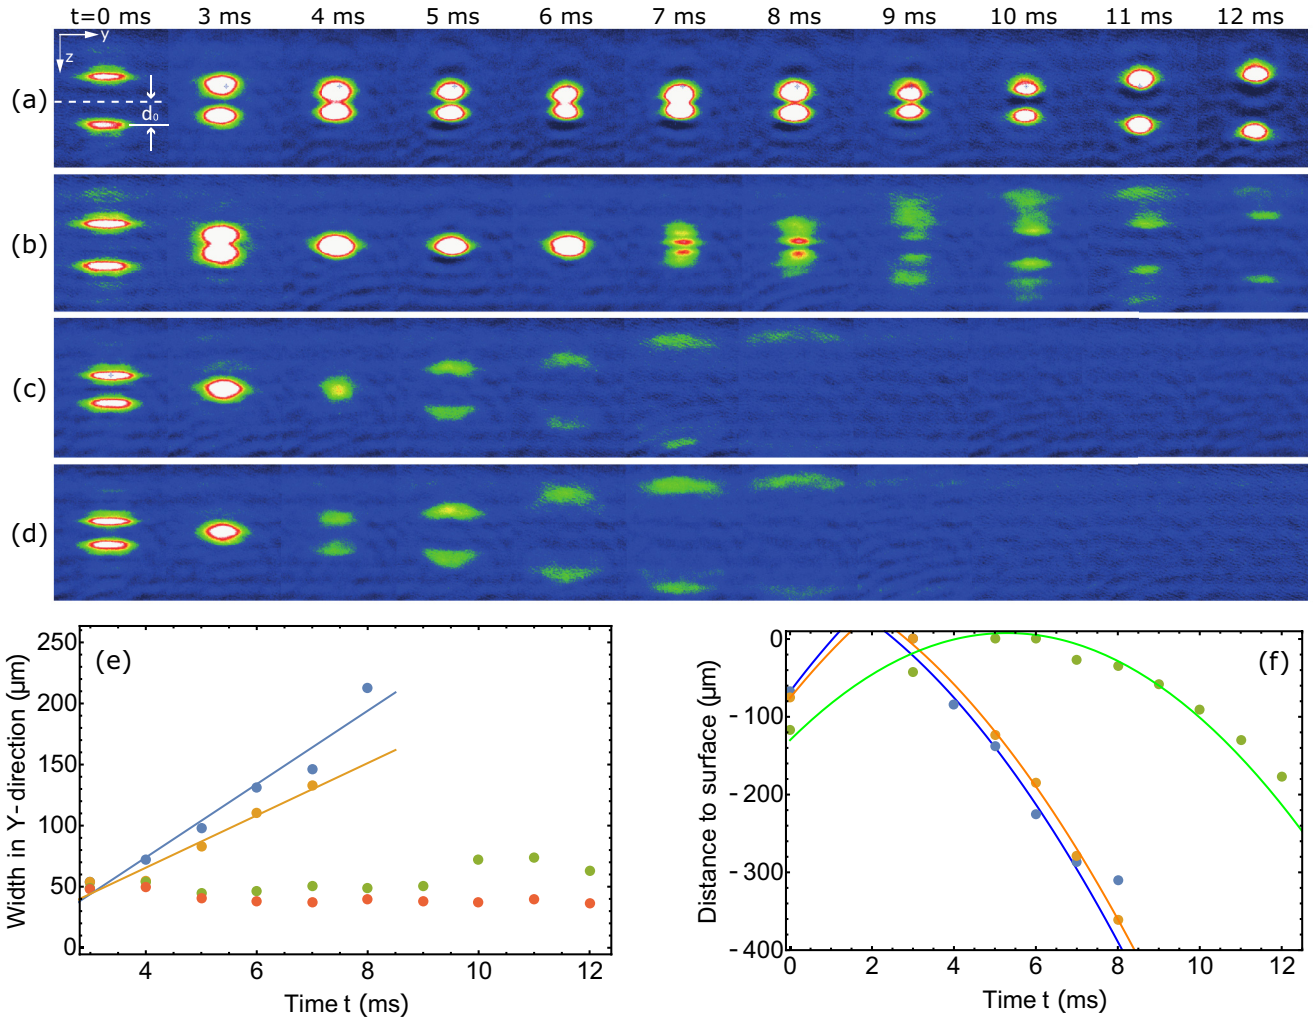 t=0 ms 3 ms 4 ms 5 ms 6 ms 7 ms 8 ms 9 ms 10 ms 11 ms 12 ms
y
z
(a)
d₀
(b)
(c)
(d)
(e)
250
200
150
100
50
0
Width in Y-direction (μm)
4 6 8 10 12
Time t (ms)
(f)
0
-100
-200
-300
-400
Distance to surface (μm)
0 2 4 6 8 10 12
Time t (ms)